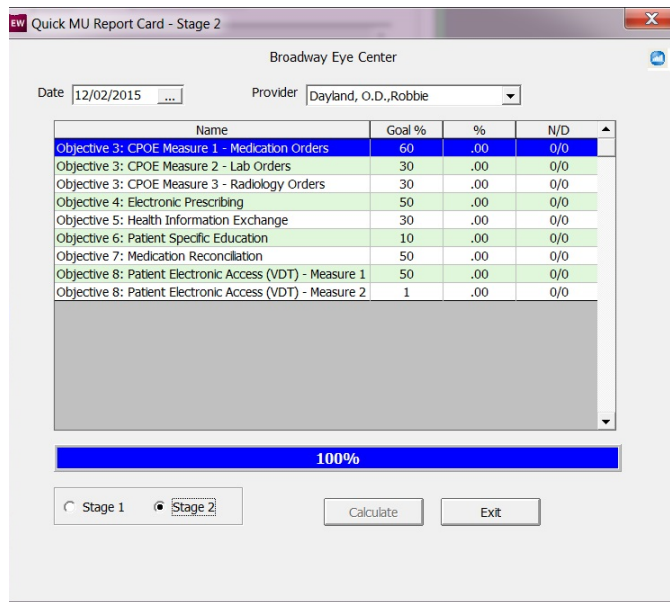 EW Quick MU Report Card - Stage 2 X
Broadway Eye Center
Date 12/02/2015 ... Provider Dayland, O.D.,Robbie
Name Goal % % N/D
Objective 3: CPOE Measure 1 - Medication Orders 60 .00 0/0
Objective 3: CPOE Measure 2 - Lab Orders 30 .00 0/0
Objective 3: CPOE Measure 3 - Radiology Orders 30 .00 0/0
Objective 4: Electronic Prescribing 50 .00 0/0
Objective 5: Health Information Exchange 30 .00 0/0
Objective 6: Patient Specific Education 10 .00 0/0
Objective 7: Medication Reconciliation 50 .00 0/0
Objective 8: Patient Electronic Access (VDT) - Measure 1 50 .00 0/0
Objective 8: Patient Electronic Access (VDT) - Measure 2 1 .00 0/0
100%
Stage 1 Stage 2 Calculate Exit